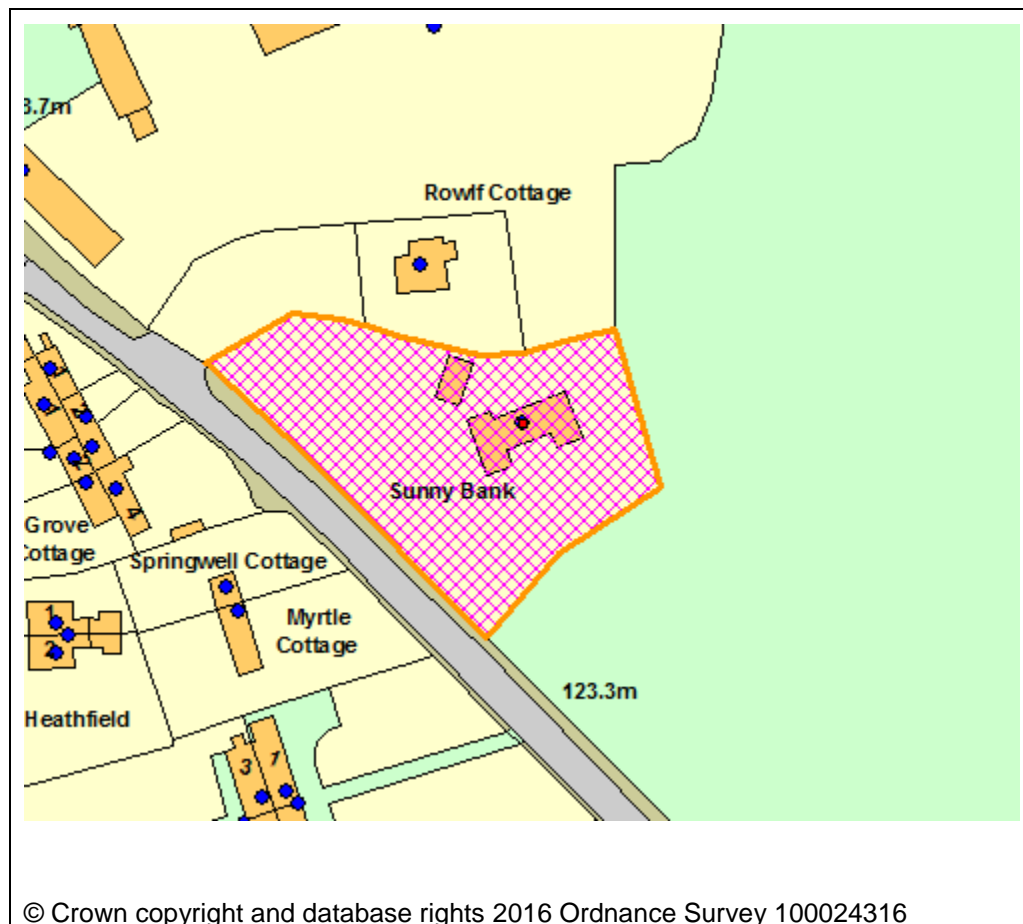 3.7m
Rowlf Cottage
Sunny Bank
4
Grove
Cottage
Springwell Cottage
1
2
Myrtle
Cottage
123.3m
Heathfield
3
1
© Crown copyright and database rights 2016 Ordnance Survey 100024316